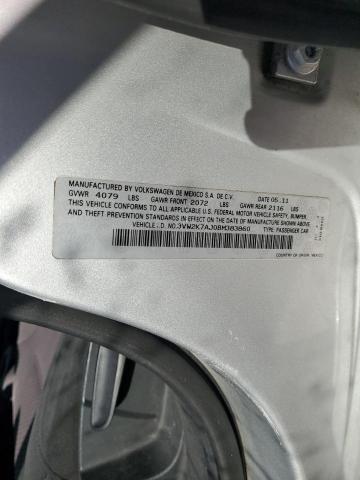 MANUFACTURED BY VOLKSWAGEN DE MEXICO S.A. DE C.V. DATE 05.11
GVWR 4079 LBS GAWR FRONT 2072 LBS GAWR REAR 2116 LBS
THIS VEHICLE CONFORMS TO ALL APPLICABLE U.S. FEDERAL MOTOR VEHICLE SAFETY, BUMPER,
AND THEFT PREVENTION STANDARDS IN EFFECT ON THE DATE OF MANUFACTURE SHOWN ABOVE.
VEHICLE I.D. NO. 3VW2K7AJ0BM383860 TYPE: PASSENGER CAR
COUNTRY OF ORIGIN: MEXICO